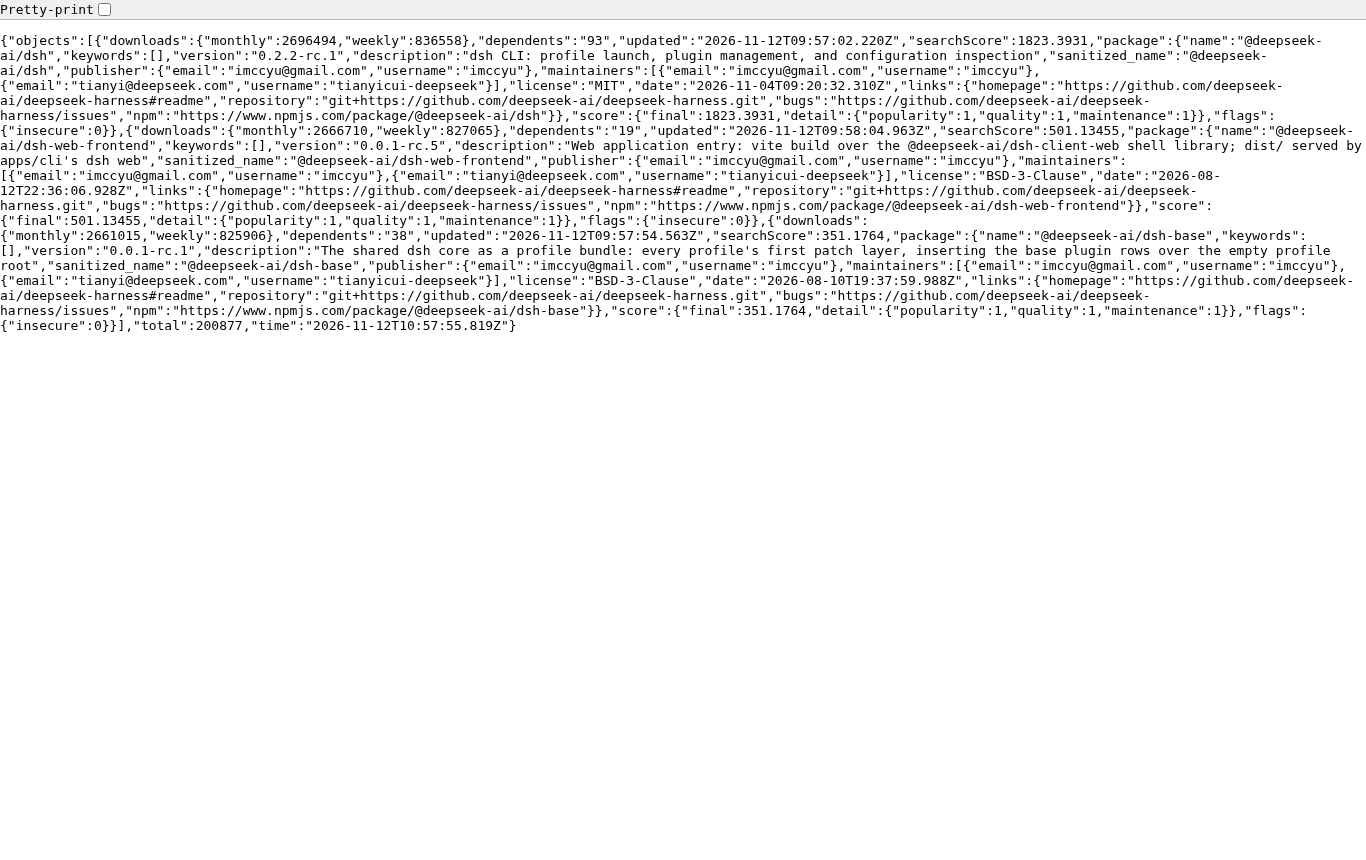 Pretty-print
{"objects":[{"downloads":{"monthly":2696494,"weekly":836558},"dependents":"93","updated":"2026-11-12T09:57:02.220Z","searchScore":1823.3931,"package":{"name":"@deepseek-
ai/dsh","keywords":[],"version":"0.2.2-rc.1","description":"dsh CLI: profile launch, plugin management, and configuration inspection","sanitized_name":"@deepseek-
ai/dsh","publisher":{"email":"imccyu@gmail.com","username":"imccyu"},"maintainers":[{"email":"imccyu@gmail.com","username":"imccyu"},
{"email":"tianyi@deepseek.com","username":"tianyicui-deepseek"}],"license":"MIT","date":"2026-11-04T09:20:32.310Z","links":{"homepage":"https://github.com/deepseek-
ai/deepseek-harness#readme","repository":"git+https://github.com/deepseek-ai/deepseek-harness.git","bugs":"https://github.com/deepseek-ai/deepseek-
harness/issues","npm":"https://www.npmjs.com/package/@deepseek-ai/dsh"}},"score":{"final":1823.3931,"detail":{"popularity":1,"quality":1,"maintenance":1}},"flags":
{"insecure":0}},{"downloads":{"monthly":2666710,"weekly":827065},"dependents":"19","updated":"2026-11-12T09:58:04.963Z","searchScore":501.13455,"package":{"name":"@deepseek-
ai/dsh-web-frontend","keywords":[],"version":"0.0.1-rc.5","description":"Web application entry: vite build over the @deepseek-ai/dsh-client-web shell library; dist/ served by
apps/cli's dsh web","sanitized_name":"@deepseek-ai/dsh-web-frontend","publisher":{"email":"imccyu@gmail.com","username":"imccyu"},"maintainers":
[{"email":"imccyu@gmail.com","username":"imccyu"},{"email":"tianyi@deepseek.com","username":"tianyicui-deepseek"}],"license":"BSD-3-Clause","date":"2026-08-
12T22:36:06.928Z","links":{"homepage":"https://github.com/deepseek-ai/deepseek-harness#readme","repository":"git+https://github.com/deepseek-ai/deepseek-
harness.git","bugs":"https://github.com/deepseek-ai/deepseek-harness/issues","npm":"https://www.npmjs.com/package/@deepseek-ai/dsh-web-frontend"}},"score":
{"final":501.13455,"detail":{"popularity":1,"quality":1,"maintenance":1}},"flags":{"insecure":0}},{"downloads":
{"monthly":2661015,"weekly":825906},"dependents":"38","updated":"2026-11-12T09:57:54.563Z","searchScore":351.1764,"package":{"name":"@deepseek-ai/dsh-base","keywords":
[],"version":"0.0.1-rc.1","description":"The shared dsh core as a profile bundle: every profile's first patch layer, inserting the base plugin rows over the empty profile
root","sanitized_name":"@deepseek-ai/dsh-base","publisher":{"email":"imccyu@gmail.com","username":"imccyu"},"maintainers":[{"email":"imccyu@gmail.com","username":"imccyu"},
{"email":"tianyi@deepseek.com","username":"tianyicui-deepseek"}],"license":"BSD-3-Clause","date":"2026-08-10T19:37:59.988Z","links":{"homepage":"https://github.com/deepseek-
ai/deepseek-harness#readme","repository":"git+https://github.com/deepseek-ai/deepseek-harness.git","bugs":"https://github.com/deepseek-ai/deepseek-
harness/issues","npm":"https://www.npmjs.com/package/@deepseek-ai/dsh-base"}},"score":{"final":351.1764,"detail":{"popularity":1,"quality":1,"maintenance":1}},"flags":
{"insecure":0}}],"total":200877,"time":"2026-11-12T10:57:55.819Z"}